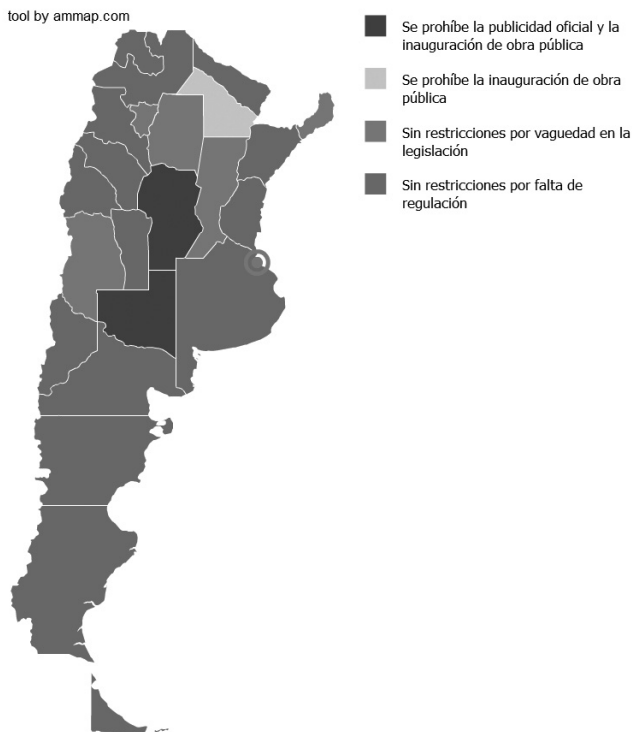 tool by ammap.com
Se prohíbe la publicidad oficial y la
inauguración de obra pública
Se prohíbe la inauguración de obra
pública
Sin restricciones por vaguedad en la
legislación
Sin restricciones por falta de
regulación